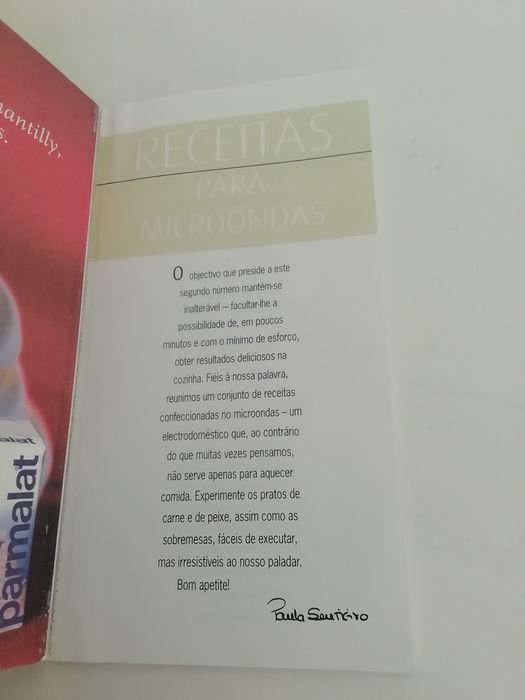 hantilly,
s.
parmalat
RECEITAS
PARA
MICROONDAS
O objectivo que preside a este
segundo número mantém-se
inalterável – facultar-lhe a
possibilidade de, em poucos
minutos e com o mínimo de esforço,
obter resultados deliciosos na
cozinha. Fiéis à nossa palavra,
reunimos um conjunto de receitas
confeccionadas no microondas – um
electrodoméstico que, ao contrário
do que muitas vezes pensamos,
não serve apenas para aquecer
comida. Experimente os pratos de
carne e de peixe, assim como as
sobremesas, fáceis de executar,
mas irresistíveis ao nosso paladar.
Bom apetite!
Paula